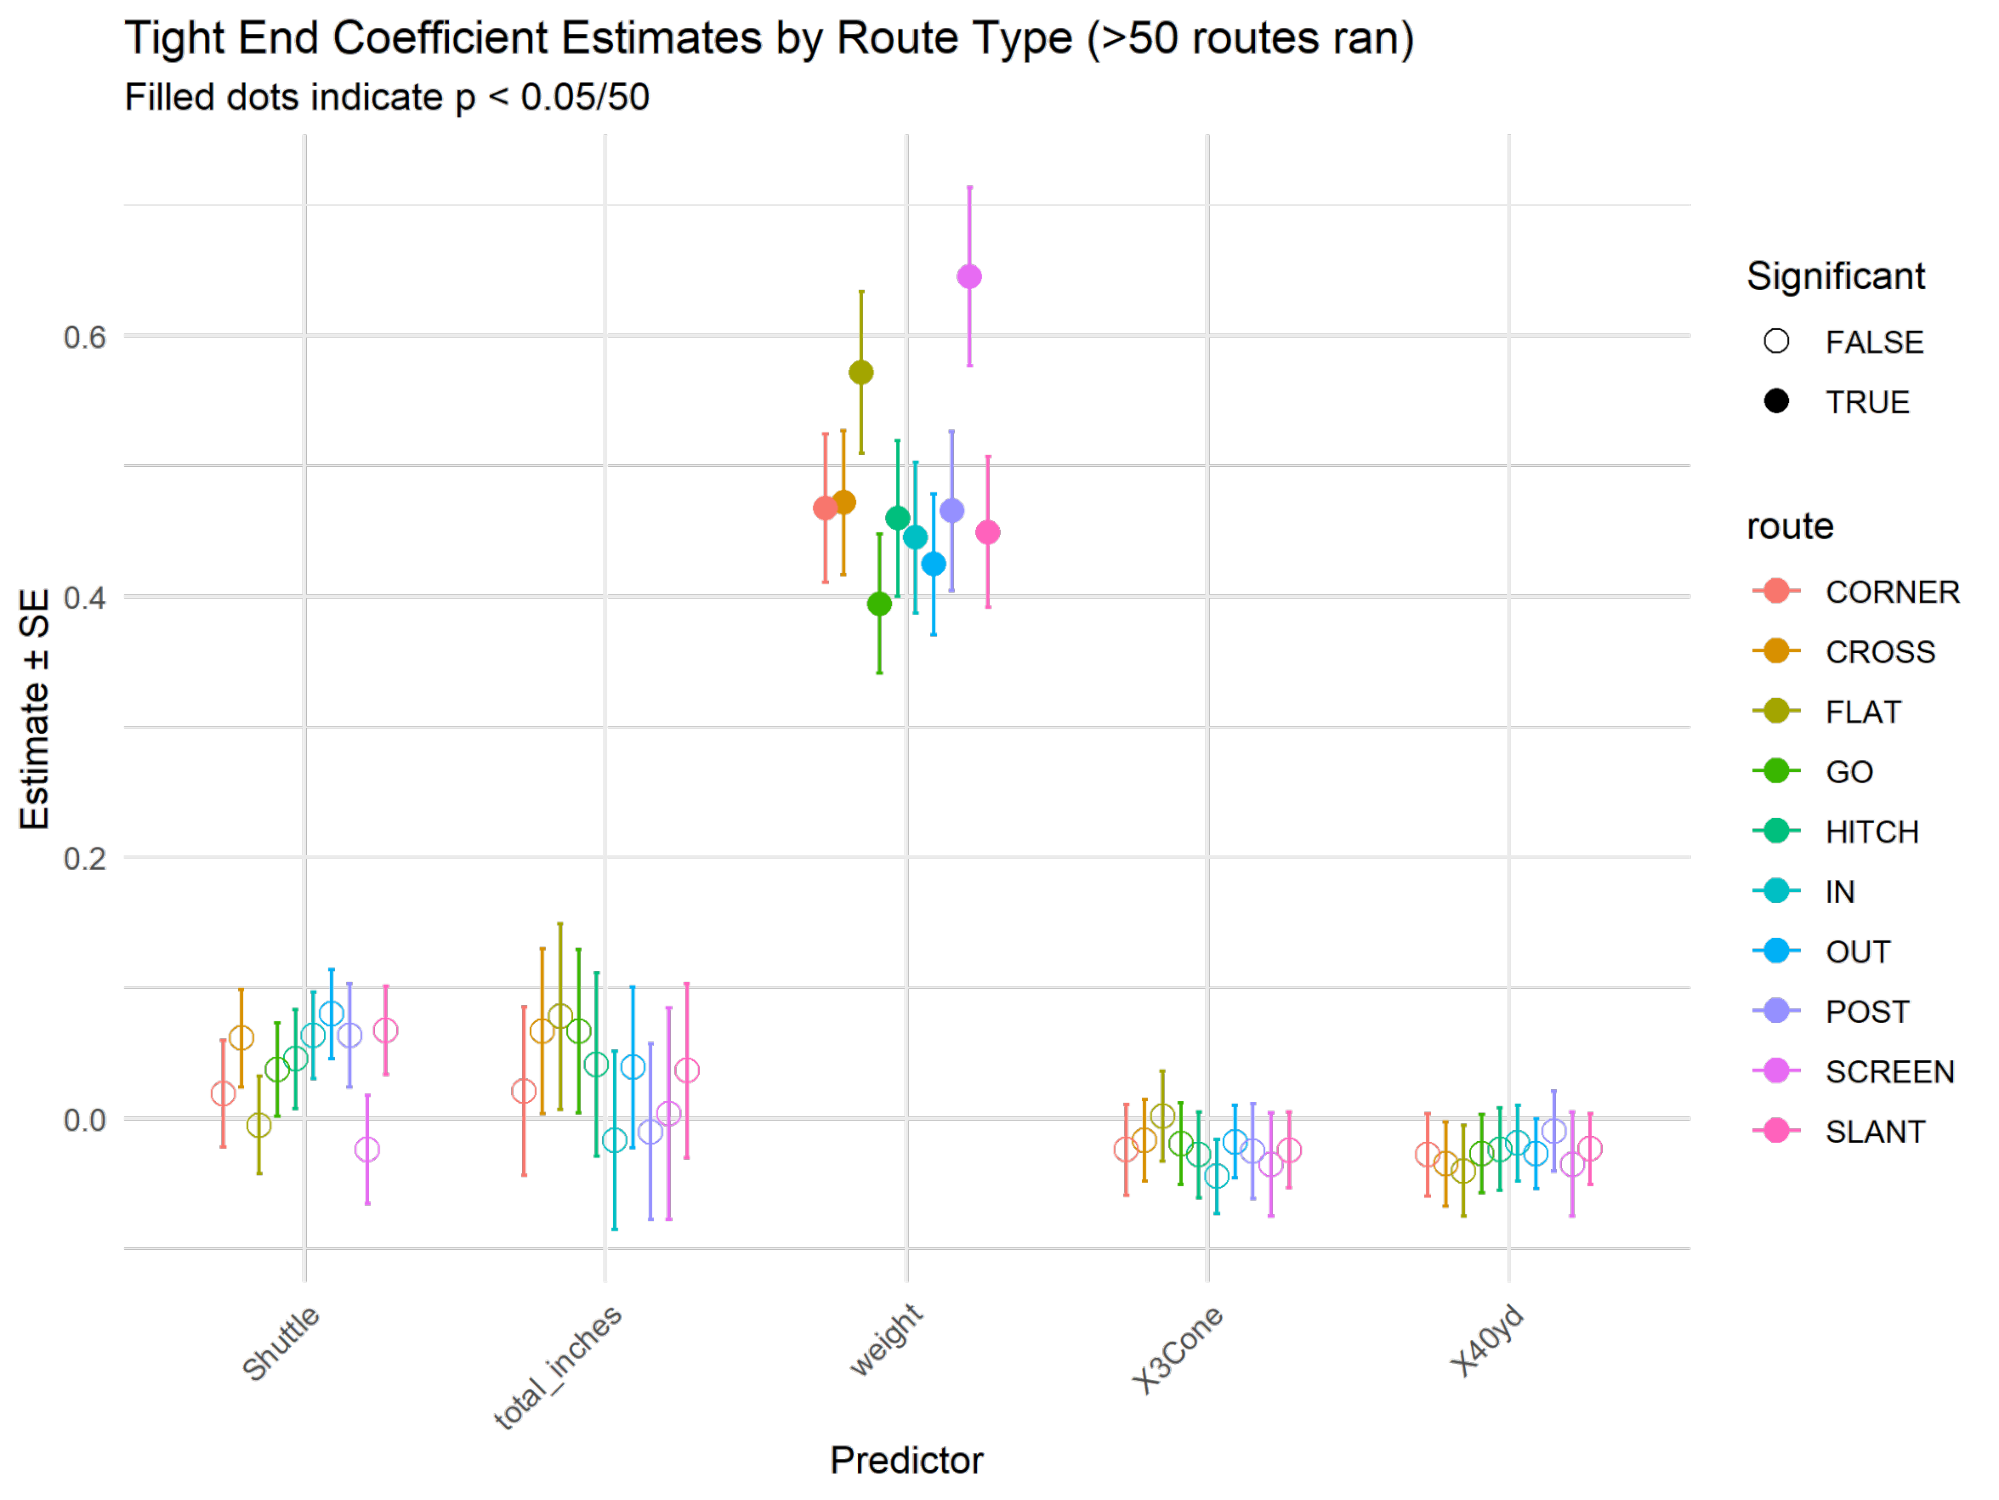 Tight End Coefficient Estimates by Route Type (>50 routes ran)
Filled dots indicate p < 0.05/50
Estimate ± SE
0.6
0.4
0.2
0.0
Shuttle
total_inches
weight
X3Cone
X40yd
Predictor
Significant
FALSE
TRUE
route
CORNER
CROSS
FLAT
GO
HITCH
IN
OUT
POST
SCREEN
SLANT